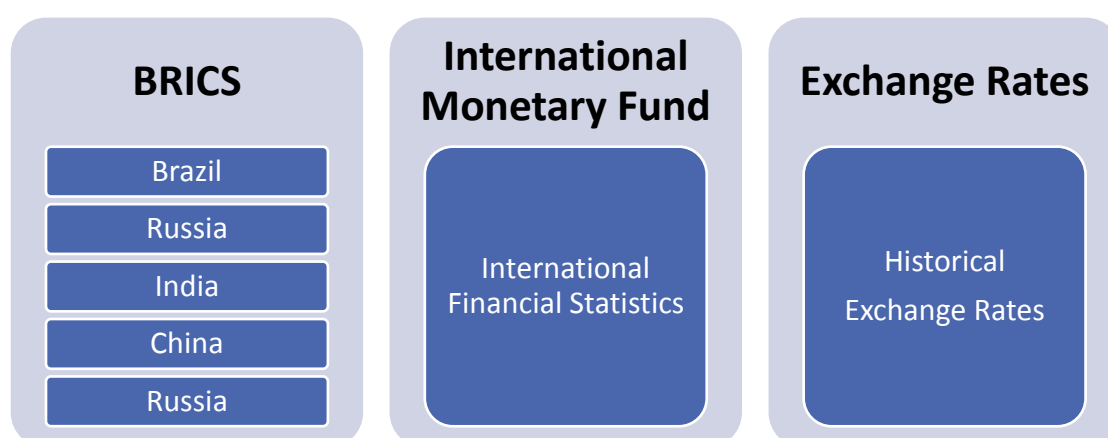 BRICS
Brazil
Russia
India
China
Russia
International
Monetary Fund
International
Financial Statistics
Exchange Rates
Historical
Exchange Rates